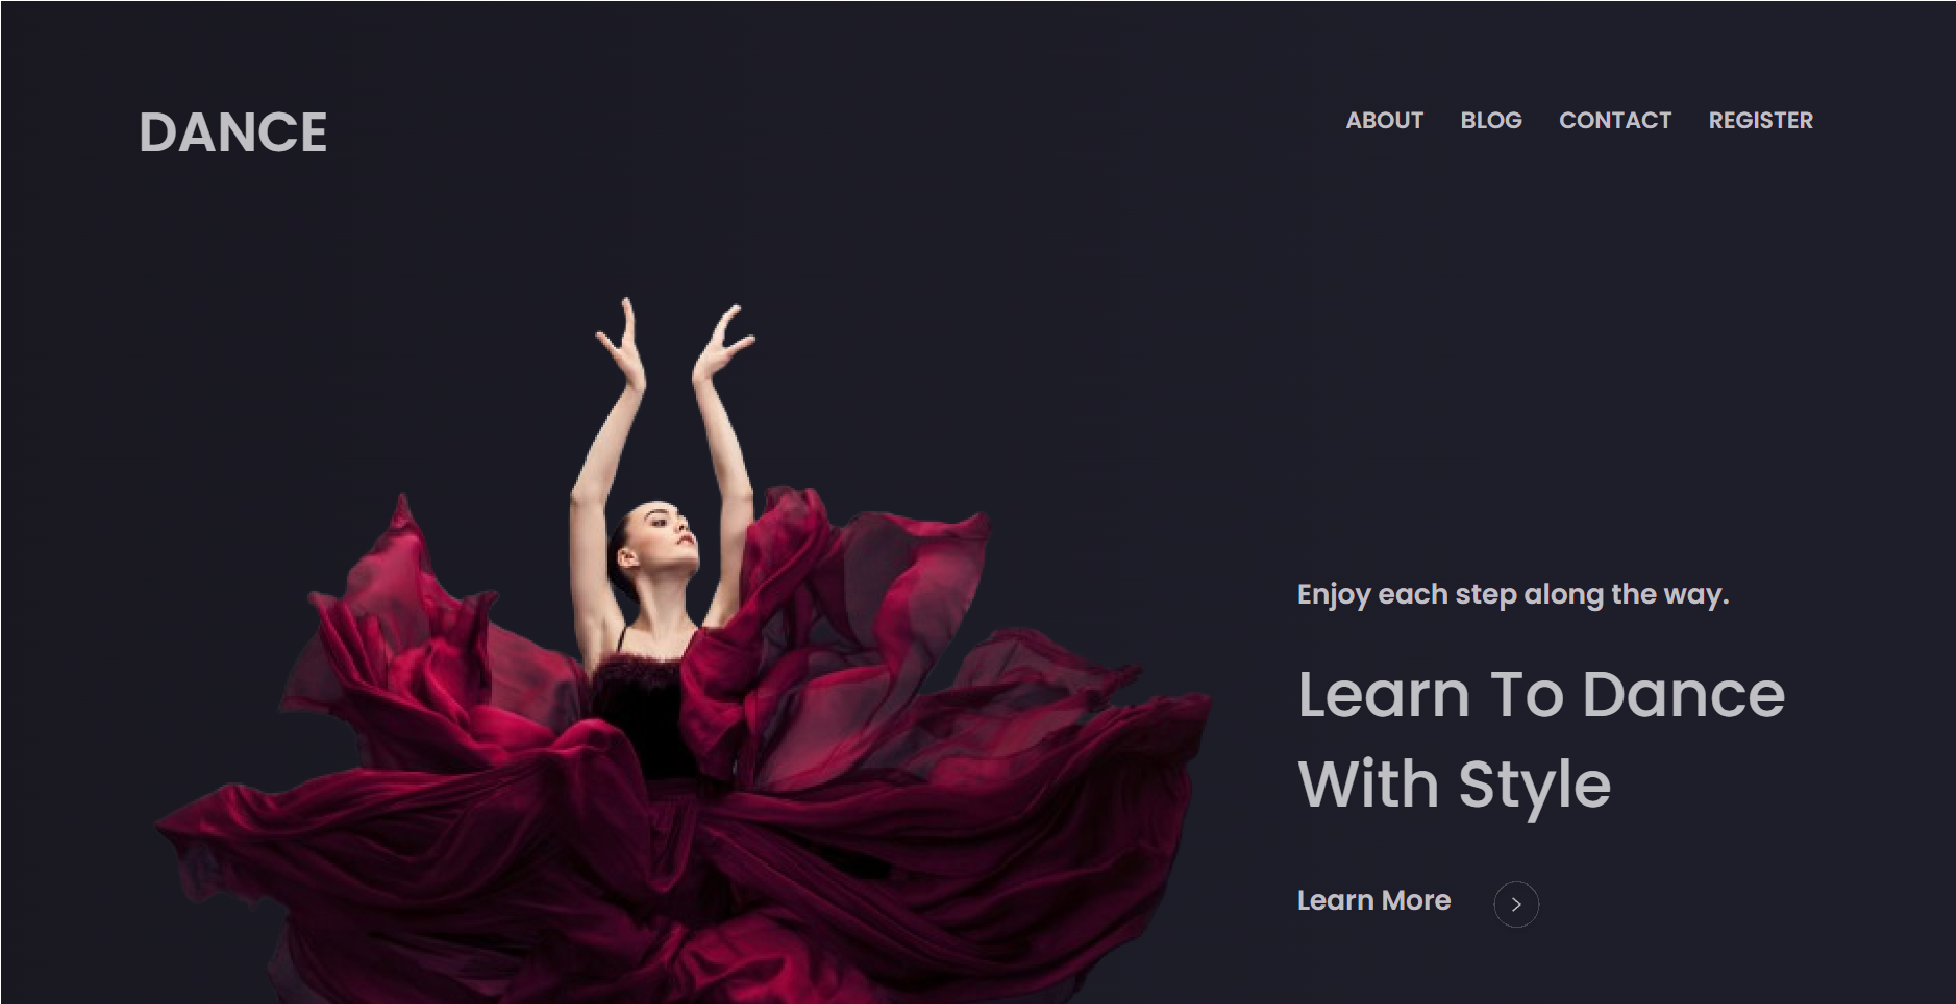 DANCE
ABOUT BLOG CONTACT REGISTER
Enjoy each step along the way.
Learn To Dance
With Style
Learn More